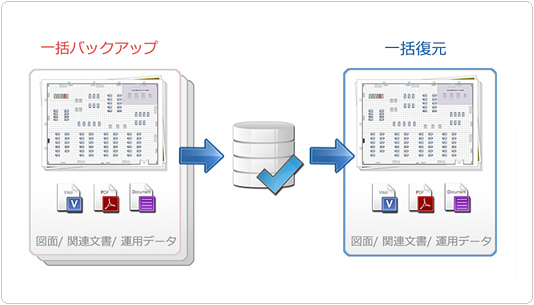 一括バックアップ
一括復元
Visio
PDF
Document
図面/ 関連文書/ 運用データ
Visio
PDF
Document
図面/ 関連文書/ 運用データ